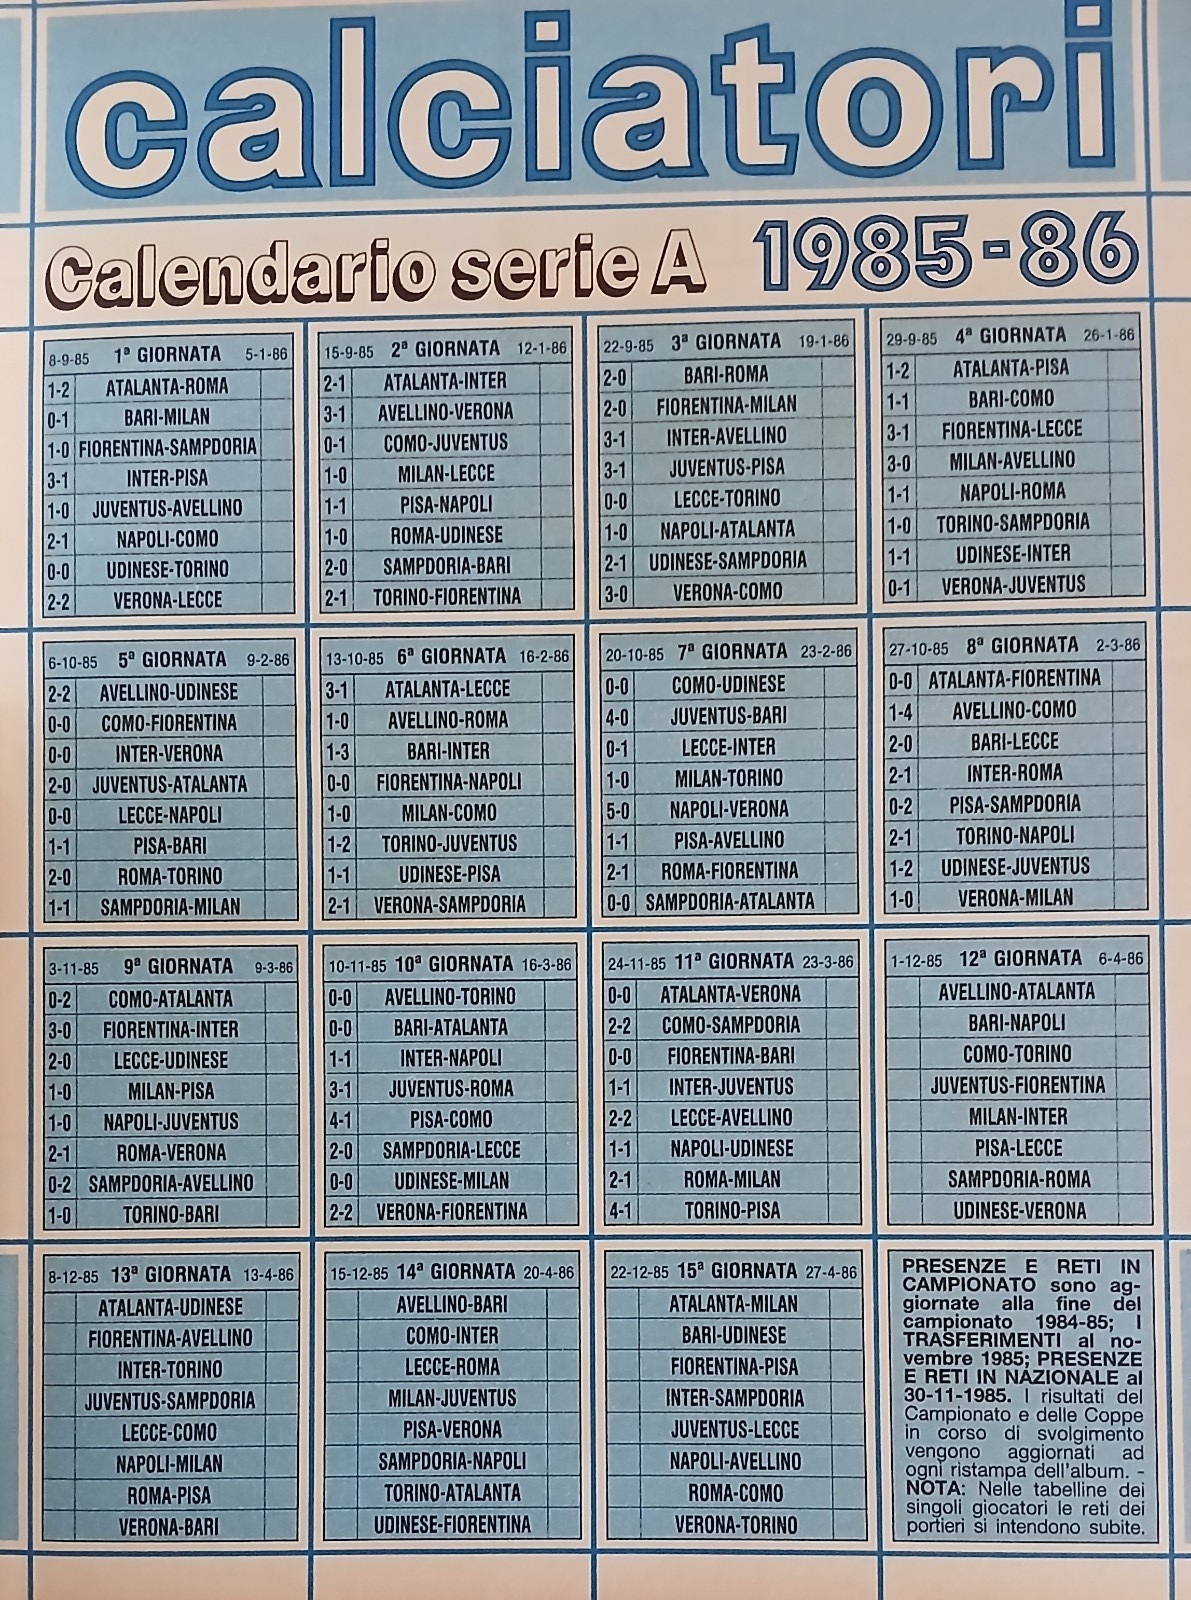 calciatori
Calendario serie A 1985-86
8-9-85 1ª GIORNATA 5-1-86
1-2 ATALANTA-ROMA
0-1 BARI-MILAN
1-0 FIORENTINA-SAMPDORIA
3-1 INTER-PISA
1-0 JUVENTUS-AVELLINO
2-1 NAPOLI-COMO
0-0 UDINESE-TORINO
2-2 VERONA-LECCE
15-9-85 2ª GIORNATA 12-1-86
2-1 ATALANTA-INTER
3-1 AVELLINO-VERONA
0-1 COMO-JUVENTUS
1-0 MILAN-LECCE
1-1 PISA-NAPOLI
1-0 ROMA-UDINESE
2-0 SAMPDORIA-BARI
2-1 TORINO-FIORENTINA
22-9-85 3ª GIORNATA 19-1-86
2-0 BARI-ROMA
2-0 FIORENTINA-MILAN
3-1 INTER-AVELLINO
3-1 JUVENTUS-PISA
0-0 LECCE-TORINO
1-0 NAPOLI-ATALANTA
2-1 UDINESE-SAMPDORIA
3-0 VERONA-COMO
29-9-85 4ª GIORNATA 26-1-86
1-2 ATALANTA-PISA
1-1 BARI-COMO
3-1 FIORENTINA-LECCE
3-0 MILAN-AVELLINO
1-1 NAPOLI-ROMA
1-0 TORINO-SAMPDORIA
1-1 UDINESE-INTER
0-1 VERONA-JUVENTUS
6-10-85 5ª GIORNATA 9-2-86
2-2 AVELLINO-UDINESE
0-0 COMO-FIORENTINA
0-0 INTER-VERONA
2-0 JUVENTUS-ATALANTA
0-0 LECCE-NAPOLI
1-1 PISA-BARI
2-0 ROMA-TORINO
1-1 SAMPDORIA-MILAN
13-10-85 6ª GIORNATA 16-2-86
3-1 ATALANTA-LECCE
1-0 AVELLINO-ROMA
1-3 BARI-INTER
0-0 FIORENTINA-NAPOLI
1-0 MILAN-COMO
1-2 TORINO-JUVENTUS
1-1 UDINESE-PISA
2-1 VERONA-SAMPDORIA
20-10-85 7ª GIORNATA 23-2-86
0-0 COMO-UDINESE
4-0 JUVENTUS-BARI
0-1 LECCE-INTER
1-0 MILAN-TORINO
5-0 NAPOLI-VERONA
1-1 PISA-AVELLINO
2-1 ROMA-FIORENTINA
0-0 SAMPDORIA-ATALANTA
27-10-85 8ª GIORNATA 2-3-86
0-0 ATALANTA-FIORENTINA
1-4 AVELLINO-COMO
2-0 BARI-LECCE
2-1 INTER-ROMA
0-2 PISA-SAMPDORIA
2-1 TORINO-NAPOLI
1-2 UDINESE-JUVENTUS
1-0 VERONA-MILAN
3-11-85 9ª GIORNATA 9-3-86
0-2 COMO-ATALANTA
3-0 FIORENTINA-INTER
2-0 LECCE-UDINESE
1-0 MILAN-PISA
1-0 NAPOLI-JUVENTUS
2-1 ROMA-VERONA
0-2 SAMPDORIA-AVELLINO
1-0 TORINO-BARI
10-11-85 10ª GIORNATA 16-3-86
0-0 AVELLINO-TORINO
0-0 BARI-ATALANTA
1-1 INTER-NAPOLI
3-1 JUVENTUS-ROMA
4-1 PISA-COMO
2-0 SAMPDORIA-LECCE
0-0 UDINESE-MILAN
2-2 VERONA-FIORENTINA
24-11-85 11ª GIORNATA 23-3-86
0-0 ATALANTA-VERONA
2-2 COMO-SAMPDORIA
0-0 FIORENTINA-BARI
1-1 INTER-JUVENTUS
2-2 LECCE-AVELLINO
1-1 NAPOLI-UDINESE
2-1 ROMA-MILAN
4-1 TORINO-PISA
1-12-85 12ª GIORNATA 6-4-86
AVELLINO-ATALANTA
BARI-NAPOLI
COMO-TORINO
JUVENTUS-FIORENTINA
MILAN-INTER
PISA-LECCE
SAMPDORIA-ROMA
UDINESE-VERONA
8-12-85 13ª GIORNATA 13-4-86
ATALANTA-UDINESE
FIORENTINA-AVELLINO
INTER-TORINO
JUVENTUS-SAMPDORIA
LECCE-COMO
NAPOLI-MILAN
ROMA-PISA
VERONA-BARI
15-12-85 14ª GIORNATA 20-4-86
AVELLINO-BARI
COMO-INTER
LECCE-ROMA
MILAN-JUVENTUS
PISA-VERONA
SAMPDORIA-NAPOLI
TORINO-ATALANTA
UDINESE-FIORENTINA
22-12-85 15ª GIORNATA 27-4-86
ATALANTA-MILAN
BARI-UDINESE
FIORENTINA-PISA
INTER-SAMPDORIA
JUVENTUS-LECCE
NAPOLI-AVELLINO
ROMA-COMO
VERONA-TORINO
PRESENZE E RETI IN
CAMPIONATO sono ag-
giornate alla fine del
campionato 1984-85; I
TRASFERIMENTI al no-
vembre 1985; PRESENZE
E RETI IN NAZIONALE al
30-11-1985. I risultati del
Campionato e delle Coppe
in corso di svolgimento
vengono aggiornati ad
ogni ristampa dell'album. -
NOTA: Nelle tabelline dei
singoli giocatori le reti dei
portieri si intendono subite.